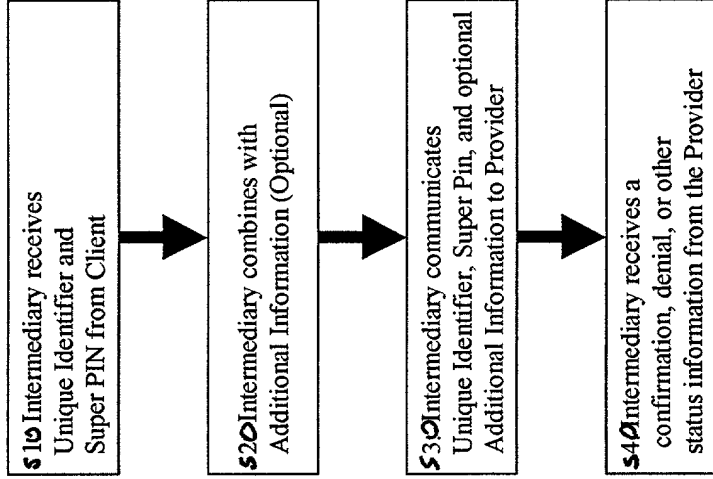 S10 Intermediary receives
Unique Identifier and
Super PIN from Client
S20 Intermediary combines with
Additional Information (Optional)
S30 Intermediary communicates
Unique Identifier, Super Pin, and optional
Additional Information to Provider
S40 Intermediary receives a
confirmation, denial, or other
status information from the Provider